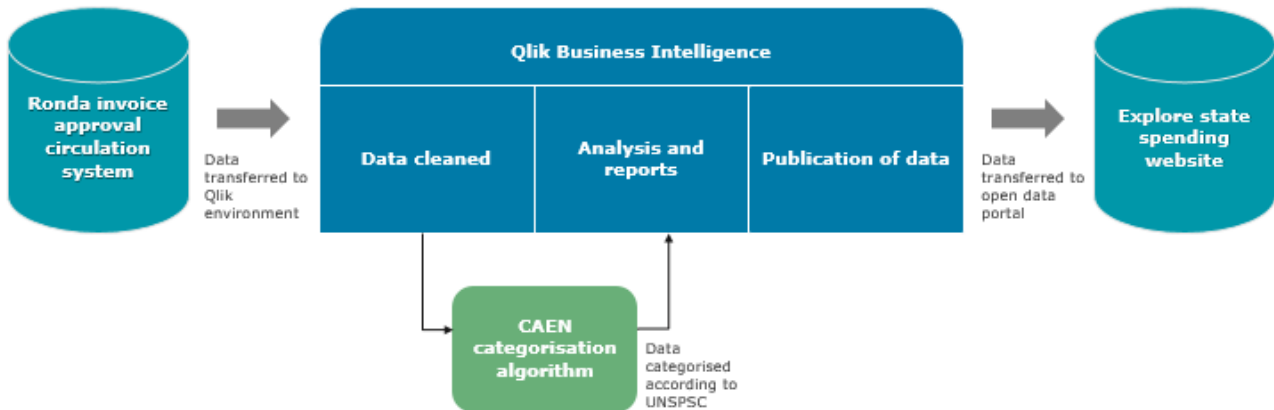 Ronda invoice
approval
circulation
system
Data
transferred to
Qlik
environment
Qlik Business Intelligence
Data cleaned
Analysis and
reports
Publication of data
Data
transferred to
open data
portal
Explore state
spending
website
CAEN
categorisation
algorithm
Data
categorised
according to
UNSPSC